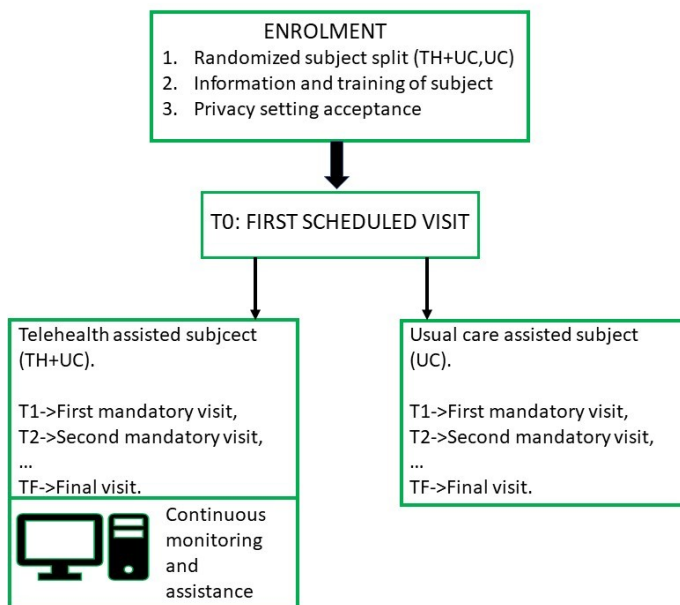 ENROLMENT
1. Randomized subject split (TH+UC,UC)
2. Information and training of subject
3. Privacy setting acceptance
T0: FIRST SCHEDULED VISIT
Telehealth assisted subjcect
(TH+UC).
T1->First mandatory visit,
T2->Second mandatory visit,
...
TF->Final visit.
Continuous
monitoring
and
assistance
Usual care assisted subject
(UC).
T1->First mandatory visit,
T2->Second mandatory visit,
...
TF->Final visit.